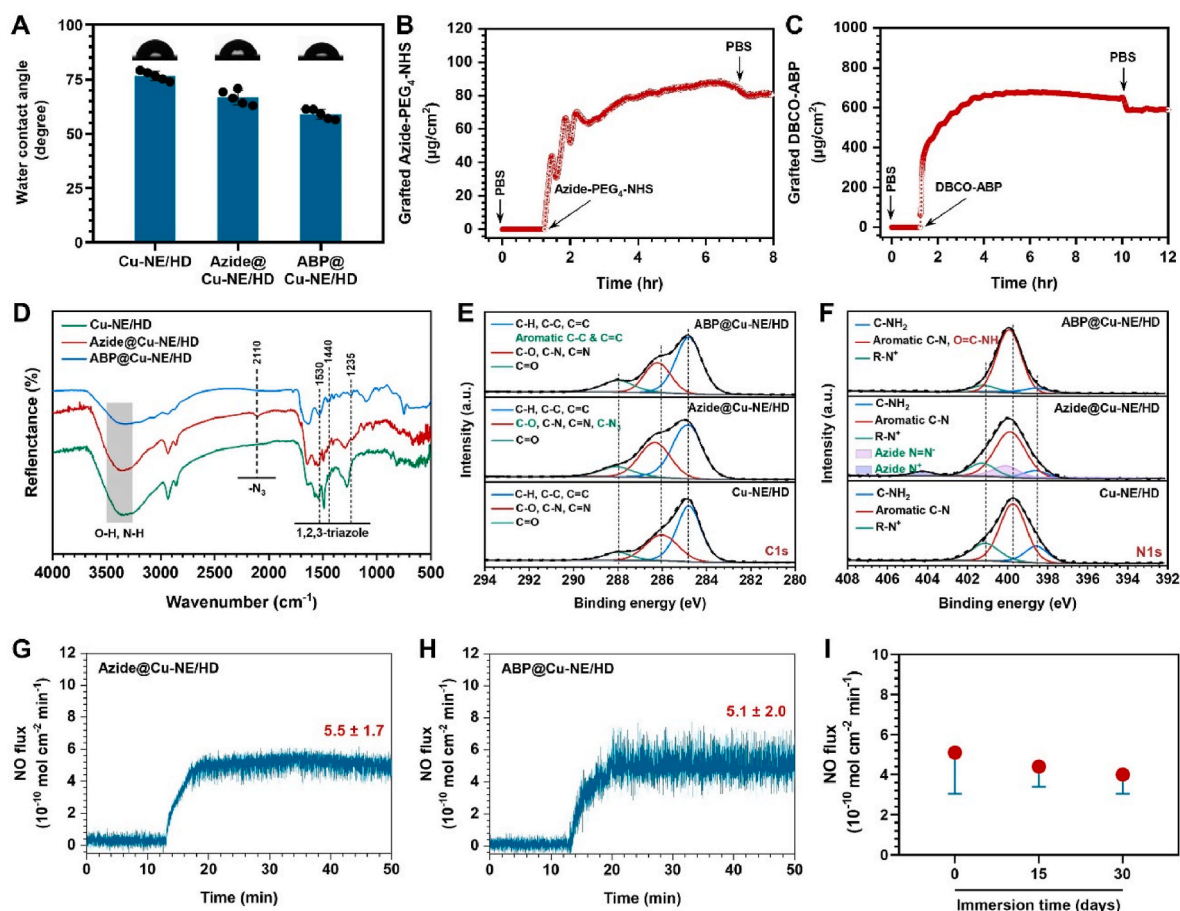 A
Water contact angle
(degree)
100
75
50
25
0
Cu-NE/HD
Azide@
Cu-NE/HD
ABP@
Cu-NE/HD
B
Grafted Azide-PEG₄-NHS
(µg/cm²)
120
100
80
60
40
20
0
PBS
Azide-PEG₄-NHS
PBS
0 2 4 6 8
Time (hr)
C
Grafted DBCO-ABP
(µg/cm²)
1000
800
600
400
200
0
PBS
DBCO-ABP
PBS
0 2 4 6 8 10 12
Time (hr)
D
Reflenctance (%)
Cu-NE/HD
Azide@Cu-NE/HD
ABP@Cu-NE/HD
2110
1530
1440
1235
-N₃
O-H, N-H
1,2,3-triazole
4000 3500 3000 2500 2000 1500 1000 500
Wavenumber (cm⁻¹)
E
Intensity (a.u.)
C-H, C-C, C=C
Aromatic C-C & C=C
C-O, C-N, C=N
C=O
ABP@Cu-NE/HD
C-H, C-C, C=C
C-O, C-N, C=N, C-N
C=O
Azide@Cu-NE/HD
C-H, C-C, C=C
C-O, C-N, C=N
C=O
Cu-NE/HD
C1s
294 292 290 288 286 284 282 280
Binding energy (eV)
F
Intensity (a.u.)
C-NH₂
Aromatic C-N, O=C-NH
R-N⁺
ABP@Cu-NE/HD
C-NH₂
Aromatic C-N
R-N⁺
Azide N=N⁻
Azide N⁺
Azide@Cu-NE/HD
C-NH₂
Aromatic C-N
R-N⁺
Cu-NE/HD
N1s
408 406 404 402 400 398 396 394 392
Binding energy (eV)
G
NO flux
(10⁻¹⁰ mol cm⁻² min⁻¹)
12
10
8
6
4
2
0
Azide@Cu-NE/HD
5.5 ± 1.7
0 10 20 30 40 50
Time (min)
H
NO flux
(10⁻¹⁰ mol cm⁻² min⁻¹)
12
10
8
6
4
2
0
ABP@Cu-NE/HD
5.1 ± 2.0
0 10 20 30 40 50
Time (min)
I
NO flux
(10⁻¹⁰ mol cm⁻² min⁻¹)
10
8
6
4
2
0
0 15 30
Immersion time (days)